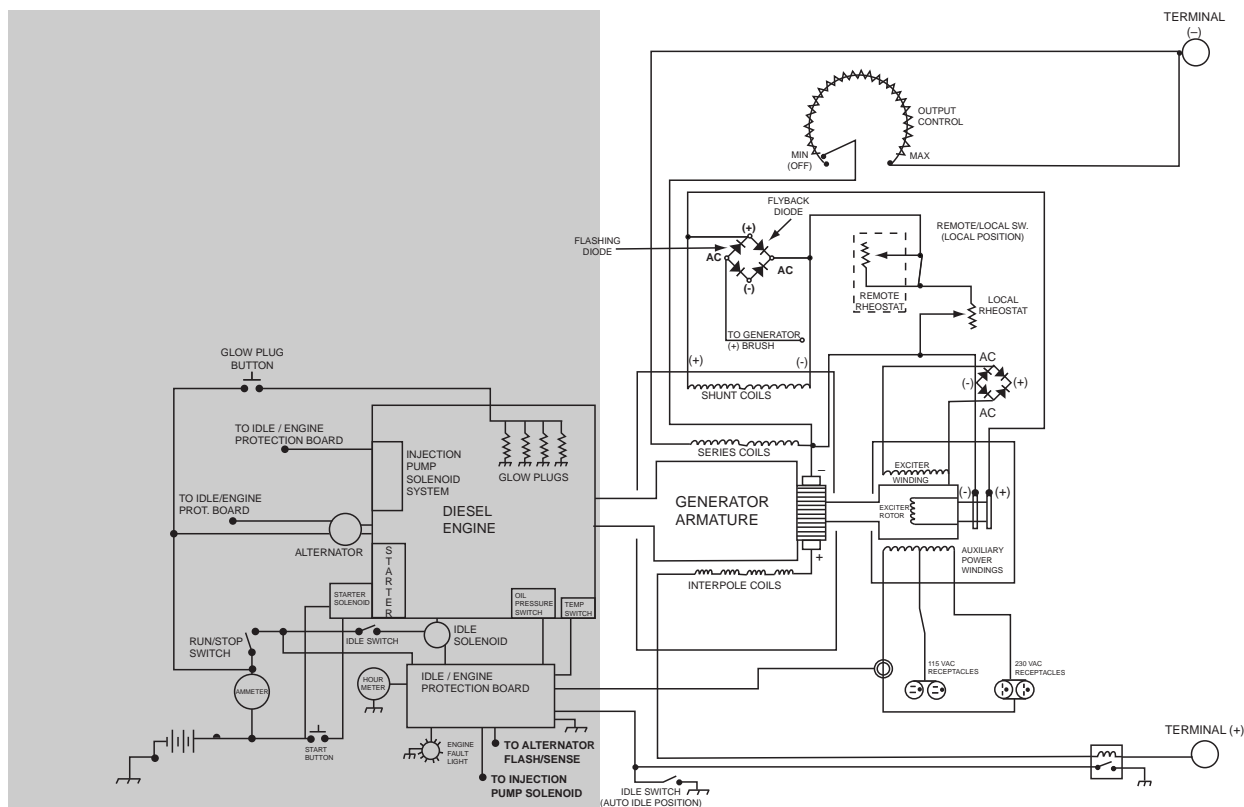 TERMINAL
(–)
OUTPUT
CONTROL
MIN
(OFF)
MAX
FLYBACK
DIODE
FLASHING
DIODE
(+)
AC
AC
(-)
REMOTE/LOCAL SW.
(LOCAL POSITION)
REMOTE
RHEOSTAT
LOCAL
RHEOSTAT
TO GENERATOR
(+) BRUSH
(+)
(-)
SHUNT COILS
AC
(-)
(+)
AC
GLOW PLUG
BUTTON
TO IDLE / ENGINE
PROTECTION BOARD
INJECTION
PUMP
SOLENOID
SYSTEM
GLOW PLUGS
SERIES COILS
EXCITER
WINDING
TO IDLE/ENGINE
PROT. BOARD
DIESEL
ENGINE
GENERATOR
ARMATURE
–
+
(-)
(+)
EXCITER
ROTOR
ALTERNATOR
STARTER
AUXILIARY
POWER
WINDINGS
INTERPOLE COILS
STARTER
SOLENOID
OIL
PRESSURE
SWITCH
TEMP
SWITCH
RUN/STOP
SWITCH
IDLE SWITCH
IDLE
SOLENOID
115 VAC
RECEPTACLES
230 VAC
RECEPTACLES
HOUR
METER
IDLE / ENGINE
PROTECTION BOARD
AMMETER
START
BUTTON
ENGINE
FAULT
LIGHT
TO ALTERNATOR
FLASH/SENSE
TO INJECTION
PUMP SOLENOID
IDLE SWITCH
(AUTO IDLE POSITION)
TERMINAL (+)